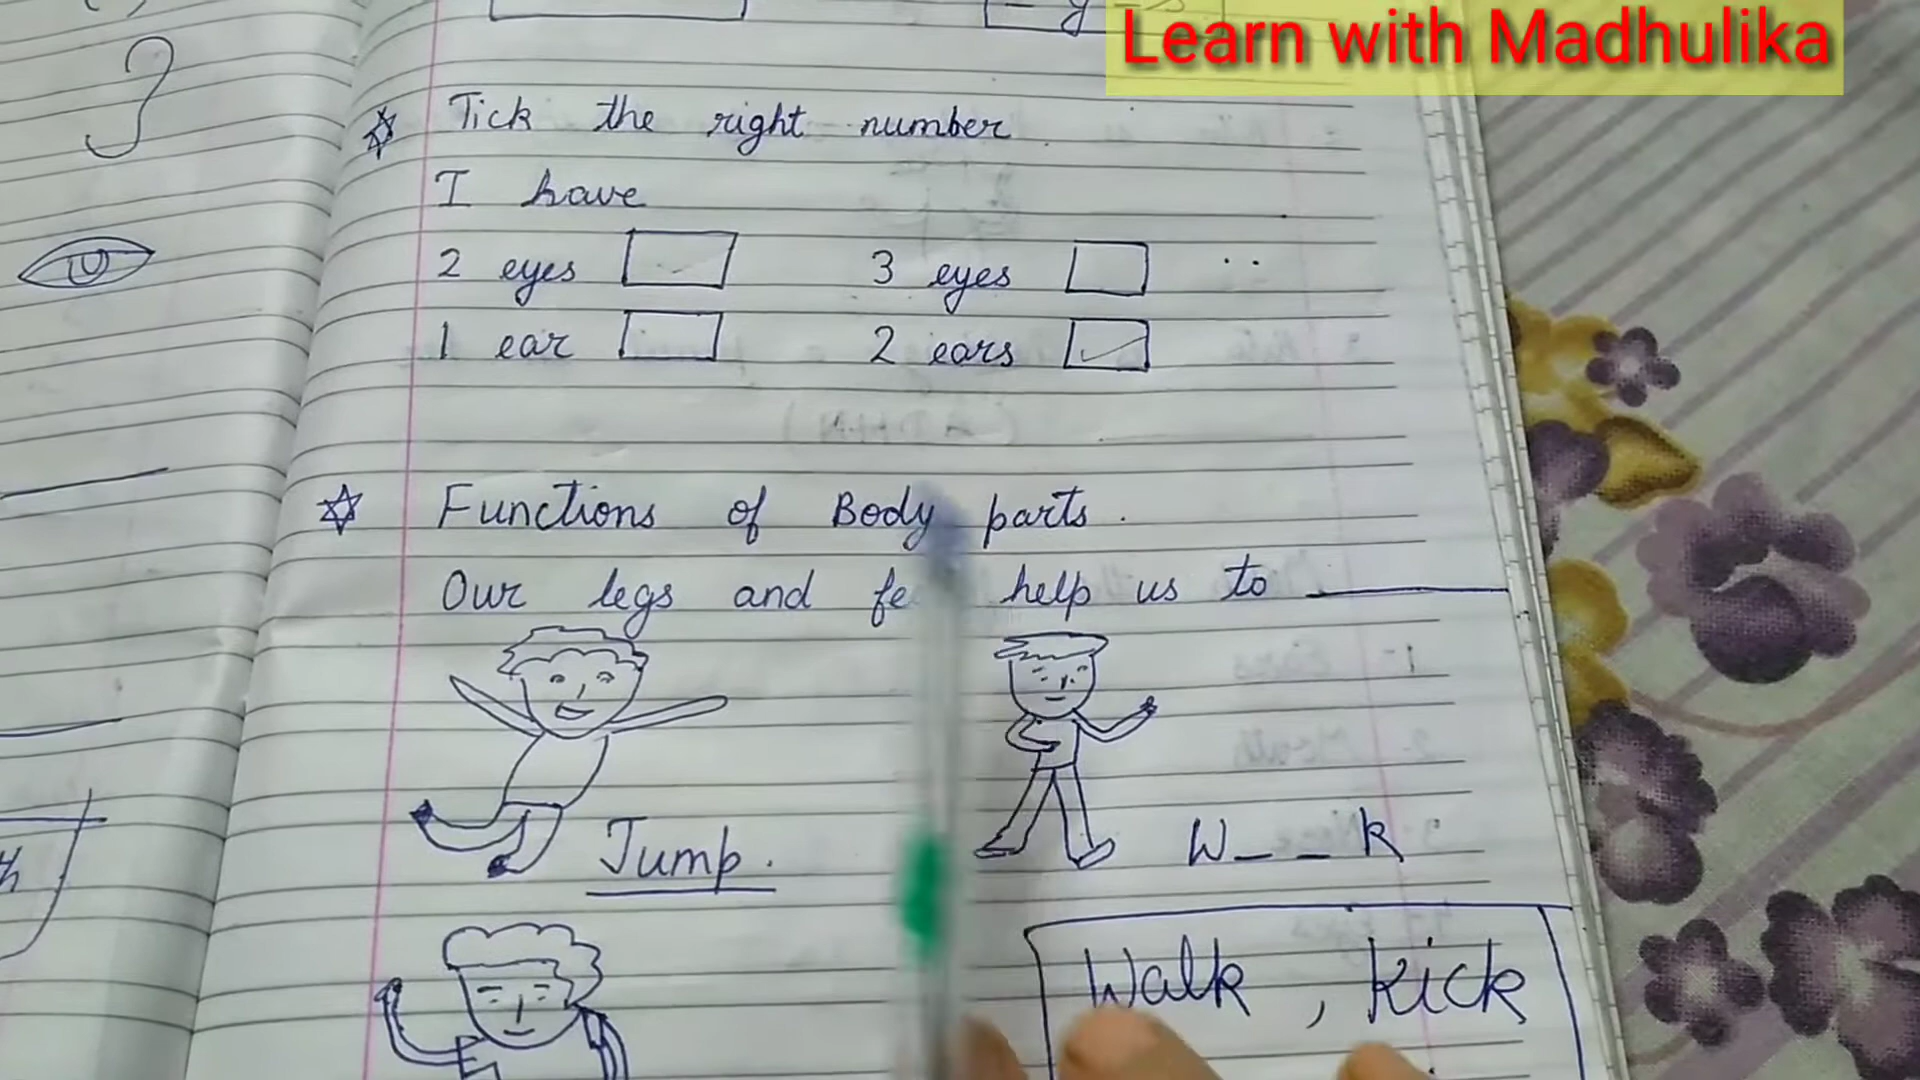 Learn with Madhulika
Tick the right number
I have
2 eyes 3 eyes
1 ear 2 ears
Functions of Body parts.
Our legs and help us to
Jump.
W _ _ k
Walk, Kick